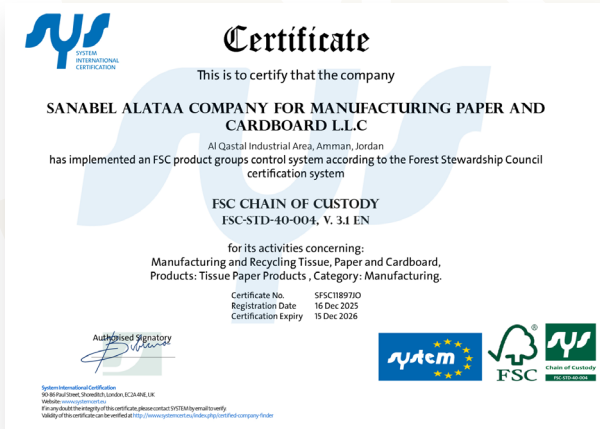 sys
SYSTEM
INTERNATIONAL
CERTIFICATION
Certificate
This is to certify that the company
SANABEL ALATAA COMPANY FOR MANUFACTURING PAPER AND
CARDBOARD L.L.C
Al Qastal Industrial Area, Amman, Jordan
has implemented an FSC product groups control system according to the Forest Stewardship Council
certification system
FSC CHAIN OF CUSTODY
FSC-STD-40-004, V. 3.1 EN
for its activities concerning:
Manufacturing and Recycling Tissue, Paper and Cardboard,
Products: Tissue Paper Products , Category: Manufacturing.
Certificate No. SFSC11897JO
Registration Date 16 Dec 2025
Certification Expiry 15 Dec 2026
Authorised Signatory
system
FSC
®
sys
Chain of Custody
FSC-STD-40-004
System International Certification
90-86 Paul Street, Shoreditch, London, EC2A 4NE, UK
Website: www.systemcert.eu
If in any doubt the integrity of this certificate, please contact SYSTEM by email to verify
Validity of this certificate can be verified at http://www.systemcert.eu/index.php/certified-company-finder